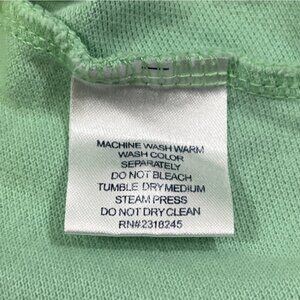 MACHINE WASH WARM
WASH COLOR
SEPARATELY
DO NOT BLEACH
TUMBLE DRY MEDIUM
STEAM PRESS
DO NOT DRY CLEAN
RN#2318245